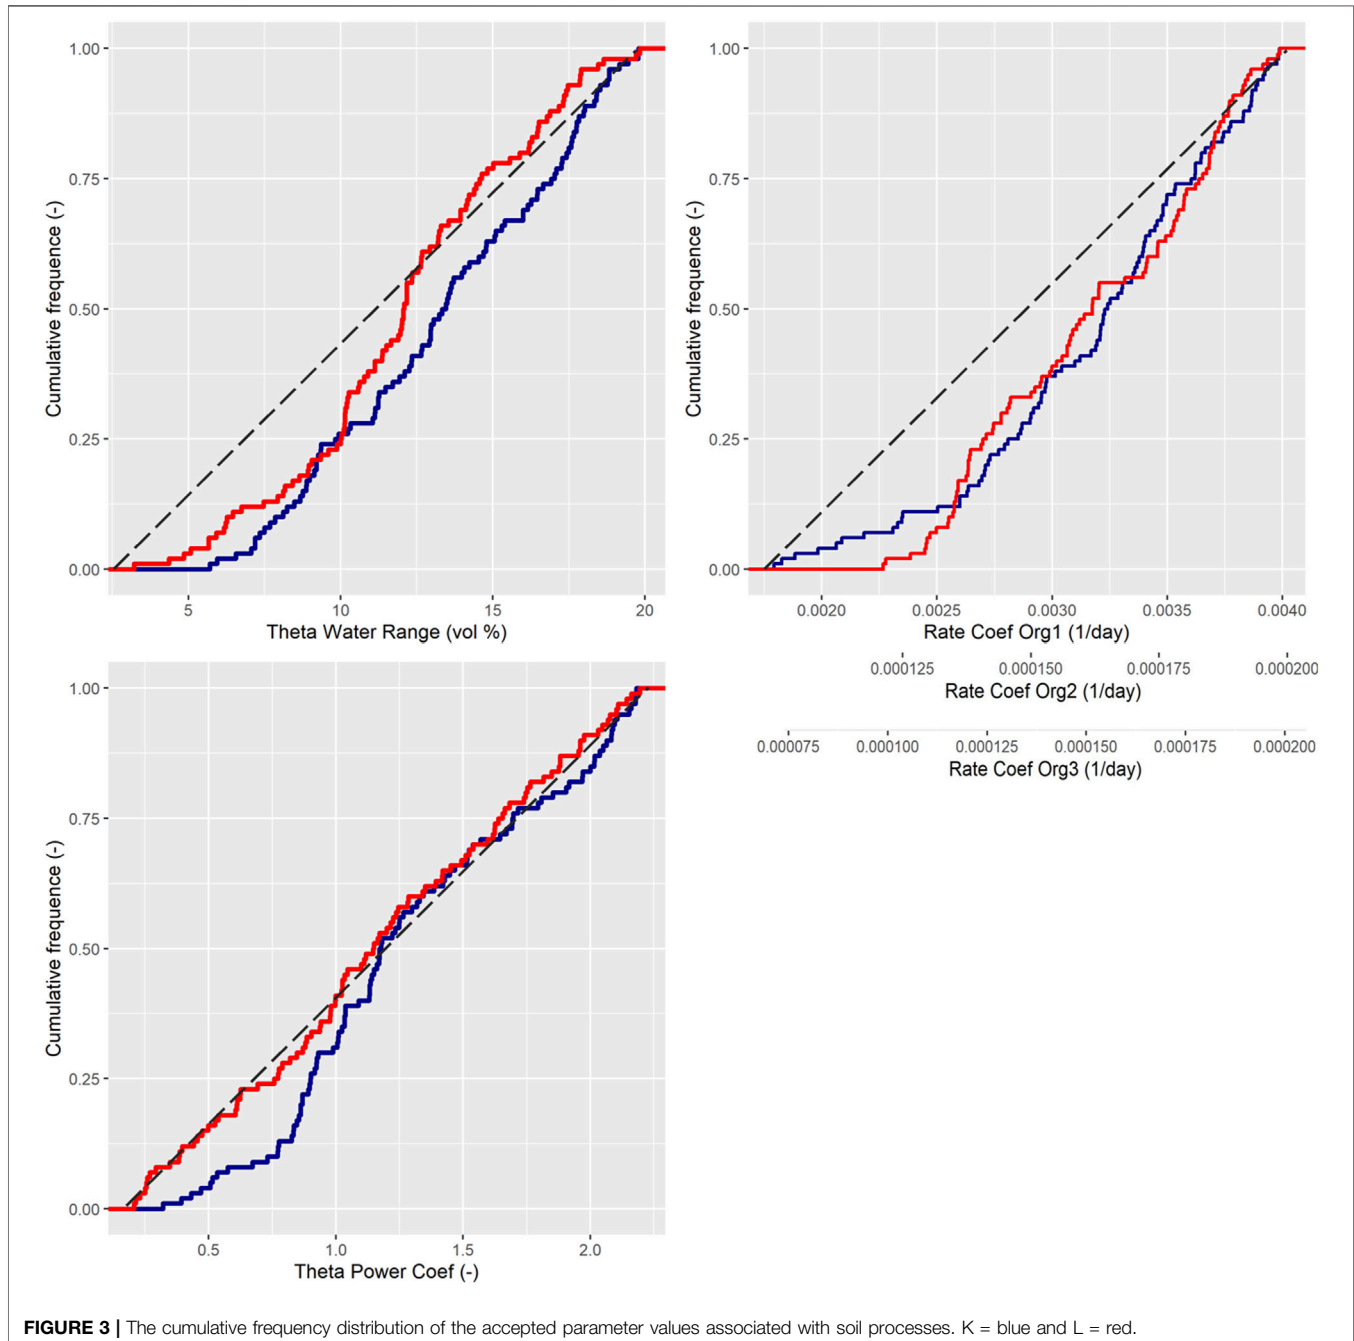 1.00
0.75
0.50
0.25
0.00
Cumulative frequence (-)
5 10 15 20
Theta Water Range (vol %)
1.00
0.75
0.50
0.25
0.00
Cumulative frequence (-)
0.0020 0.0025 0.0030 0.0035 0.0040
Rate Coef Org1 (1/day)
0.000125 0.000150 0.000175 0.000200
Rate Coef Org2 (1/day)
0.000075 0.000100 0.000125 0.000150 0.000175 0.000200
Rate Coef Org3 (1/day)
1.00
0.75
0.50
0.25
0.00
Cumulative frequence (-)
0.5 1.0 1.5 2.0
Theta Power Coef (-)
FIGURE 3 | The cumulative frequency distribution of the accepted parameter values associated with soil processes. K = blue and L = red.